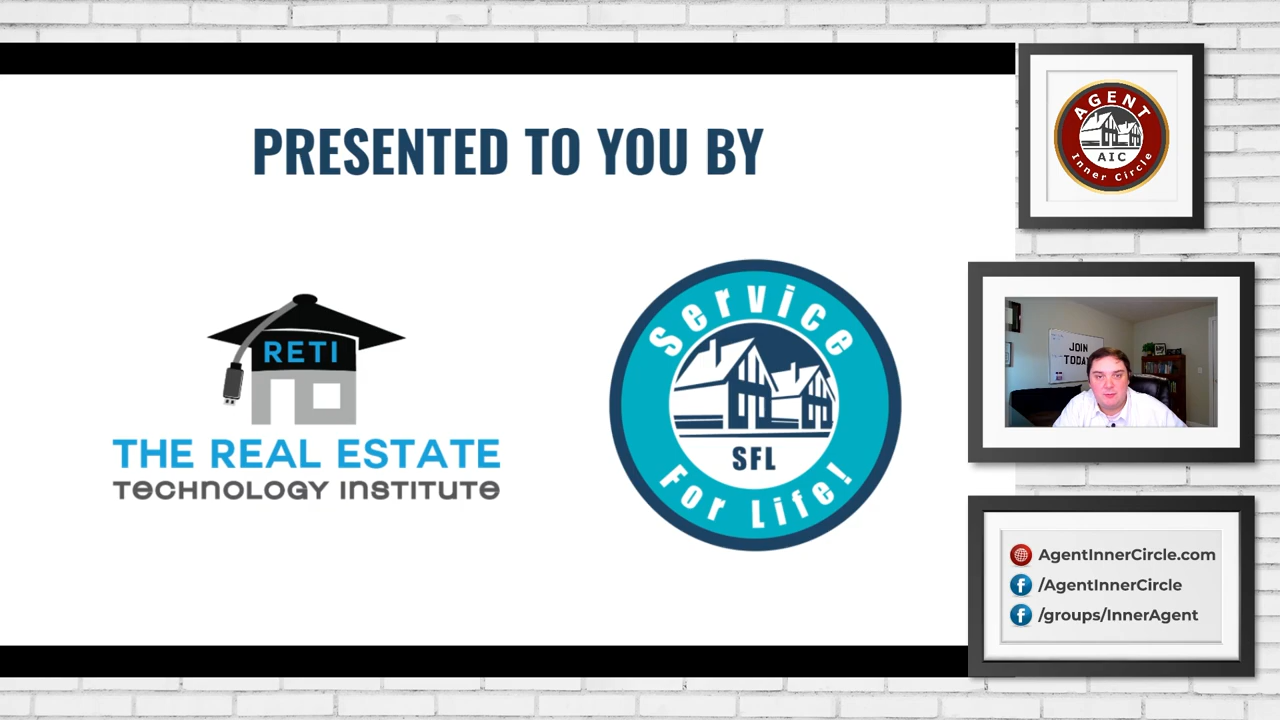 PRESENTED TO YOU BY
RETI
THE REAL ESTATE
TECHNOLOGY INSTITUTE
Service
SFL
For Life!
AGENT
AIC
Inner Circle
JOIN
TODAY
AgentInnerCircle.com
/AgentInnerCircle
/groups/InnerAgent